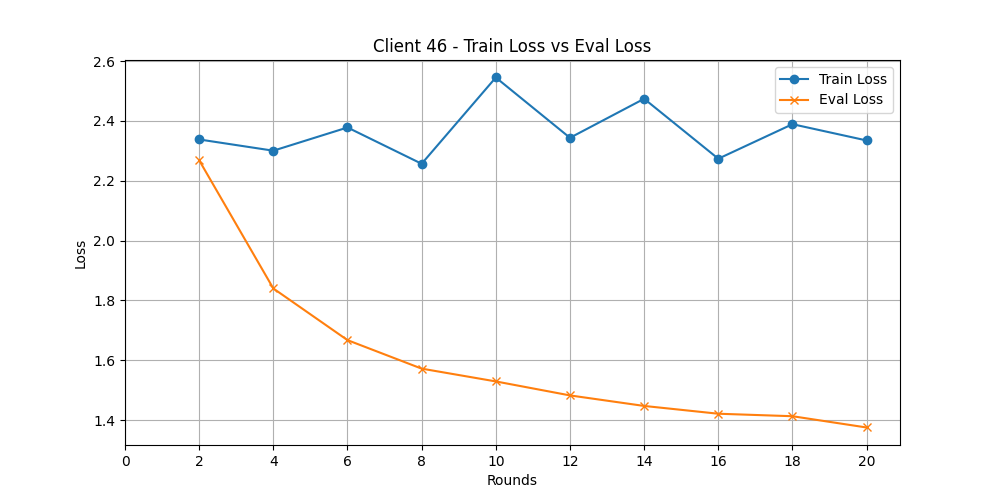 Client 46 - Train Loss vs Eval Loss
Train Loss
Eval Loss
2.6
2.4
2.2
2.0
1.8
1.6
1.4
Loss
0 2 4 6 8 10 12 14 16 18 20
Rounds